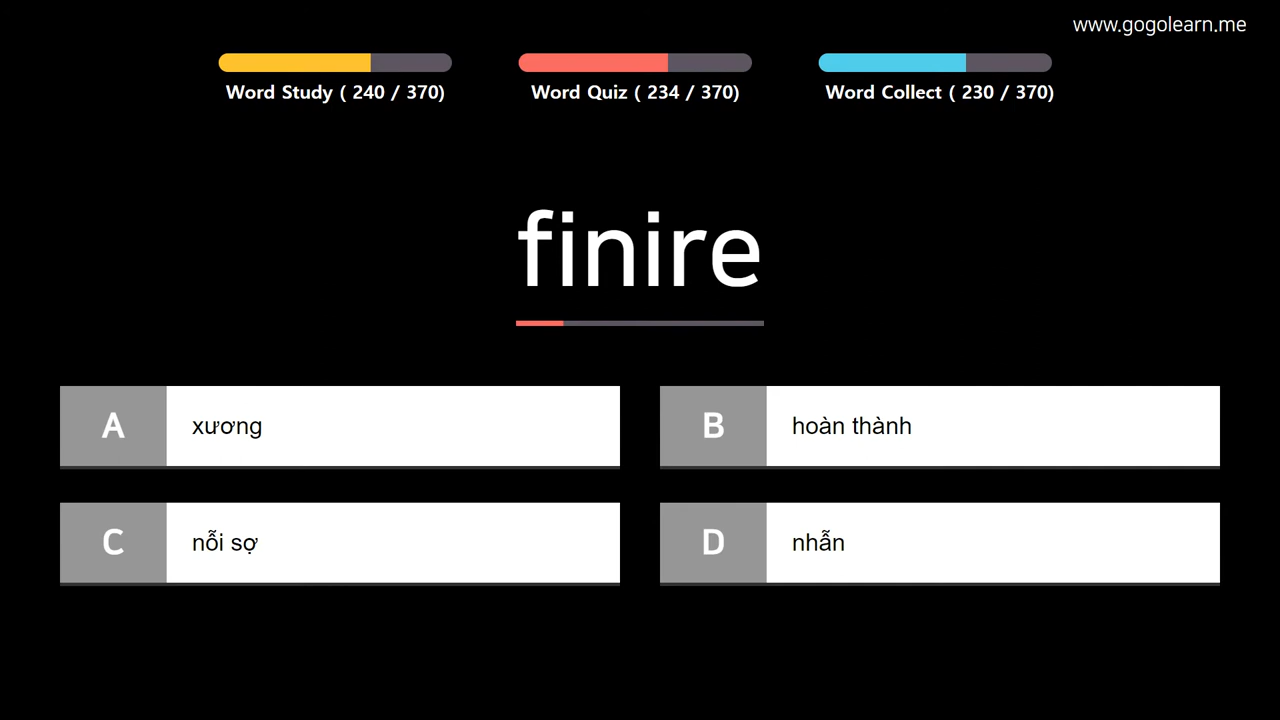 www.gogolearn.me
Word Study ( 240 / 370)
Word Quiz ( 234 / 370)
Word Collect ( 230 / 370)
finire
A
xương
B
hoàn thành
C
nỗi sợ
D
nhẫn